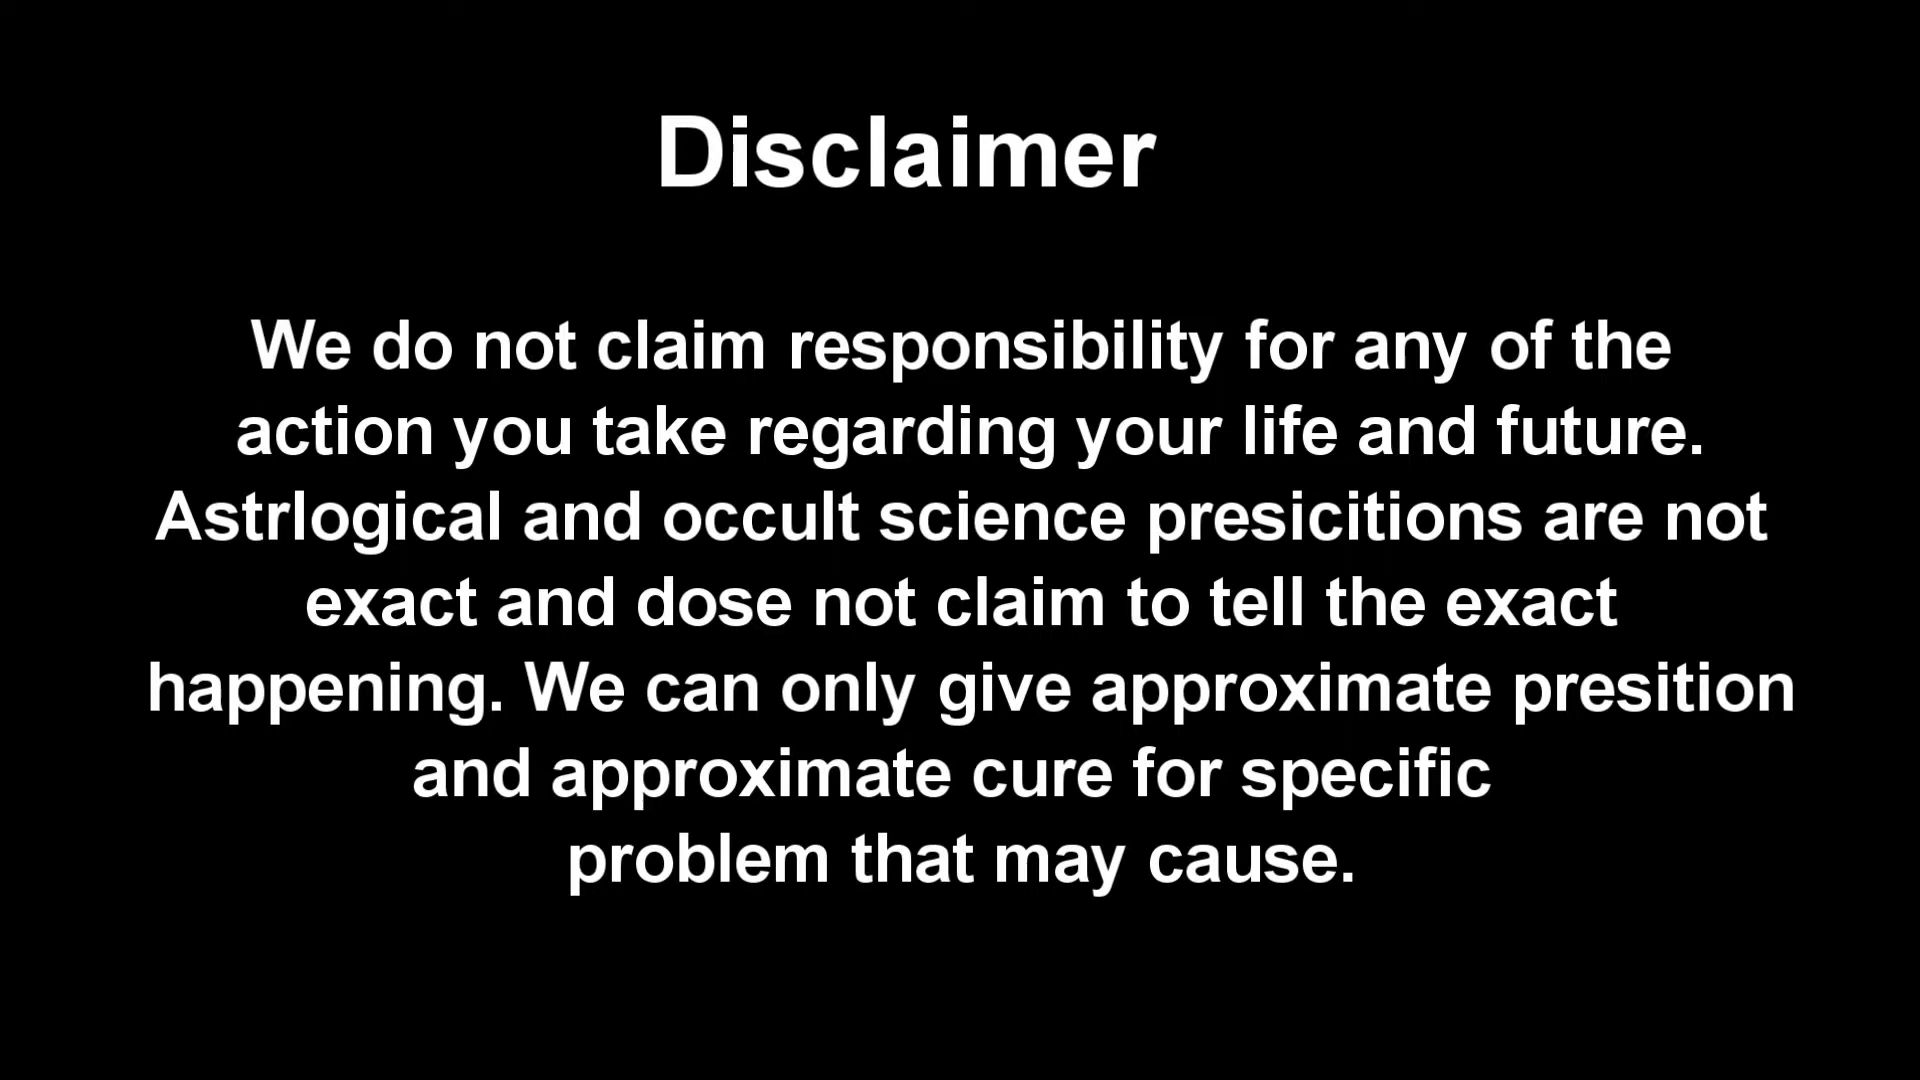 Disclaimer
We do not claim responsibility for any of the
action you take regarding your life and future.
Astrlogical and occult science presicitions are not
exact and dose not claim to tell the exact
happening. We can only give approximate presition
and approximate cure for specific
problem that may cause.